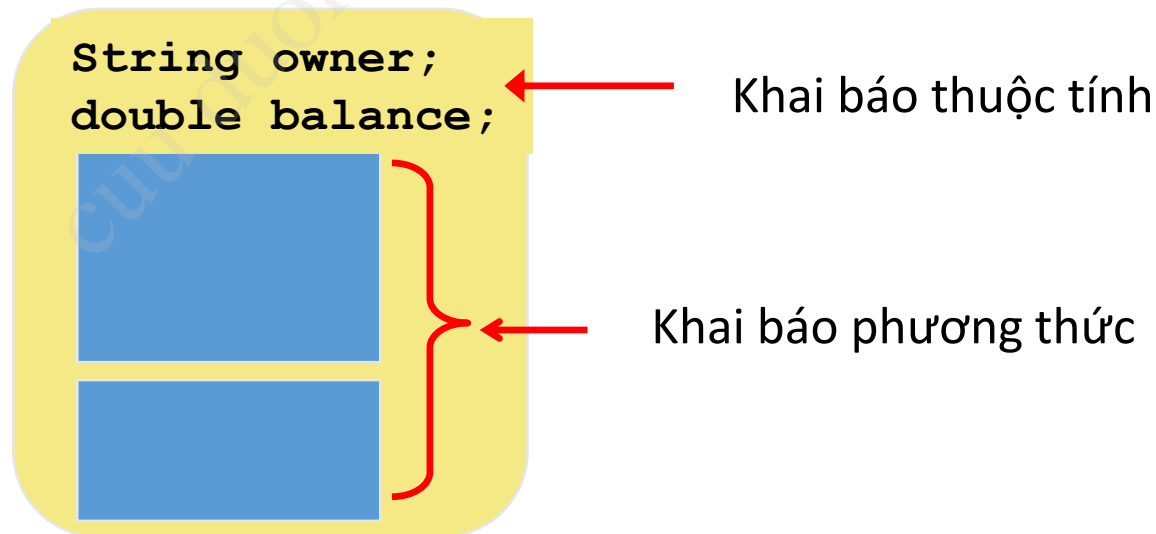 String owner;
double balance;
Khai báo thuộc tính
Khai báo phương thức